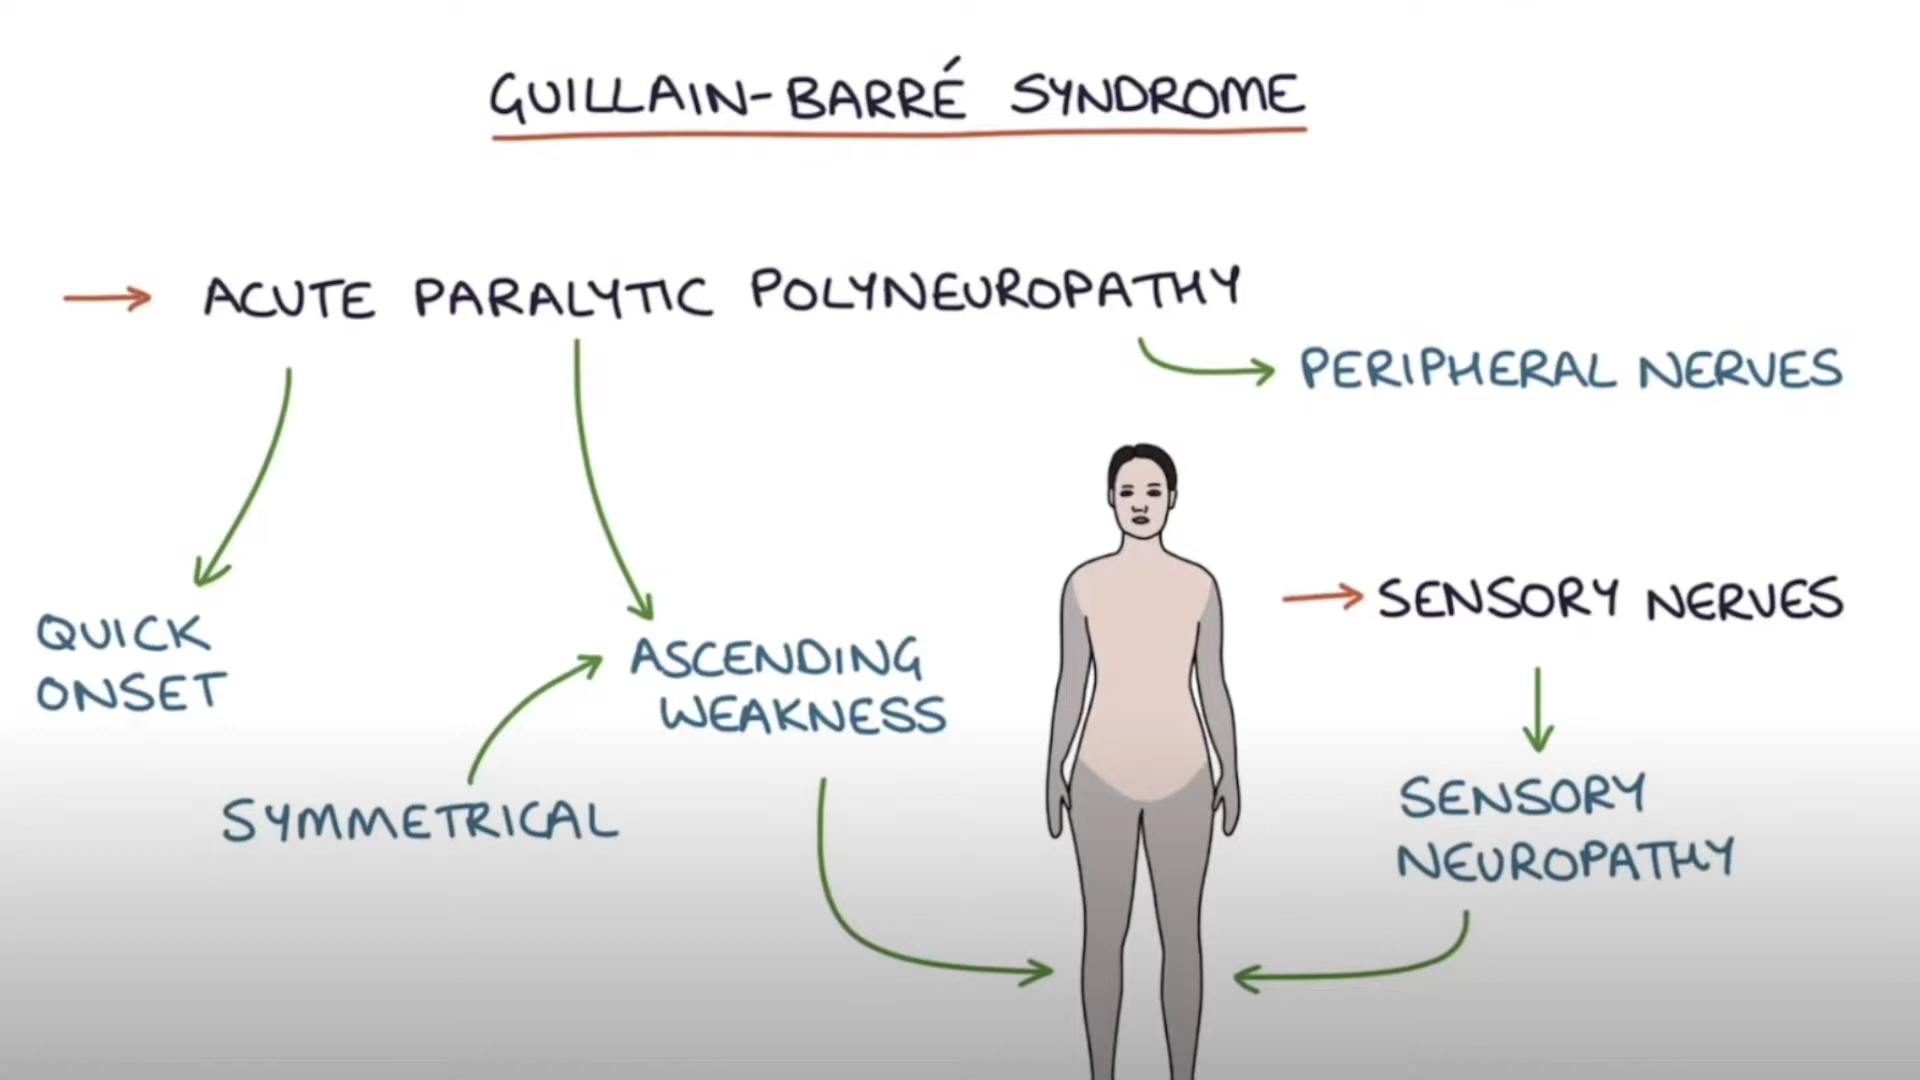 GUILLAIN-BARRÉ SYNDROME
ACUTE PARALYTIC POLYNEUROPATHY
PERIPHERAL NERVES
QUICK
ONSET
ASCENDING
WEAKNESS
SYMMETRICAL
SENSORY NERVES
SENSORY
NEUROPATHY